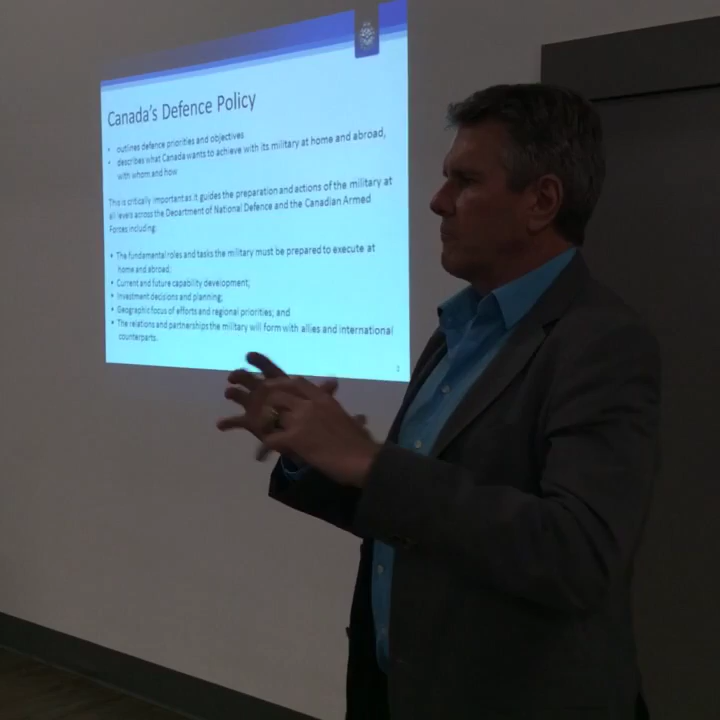 Canada's Defence Policy
• outlines defence priorities and objectives
• describes what Canada wants to achieve with its military at home and abroad,
with whom and how
This is critically important as it guides the preparation and actions of the military at
all levels across the Department of National Defence and the Canadian Armed
Forces including:
• The fundamental roles and tasks the military must be prepared to execute at
home and abroad;
• Current and future capability development;
• Investment decisions and planning;
• Geographic focus of efforts and regional priorities; and
• The relations and partnerships the military will form with allies and international
counterparts.
2